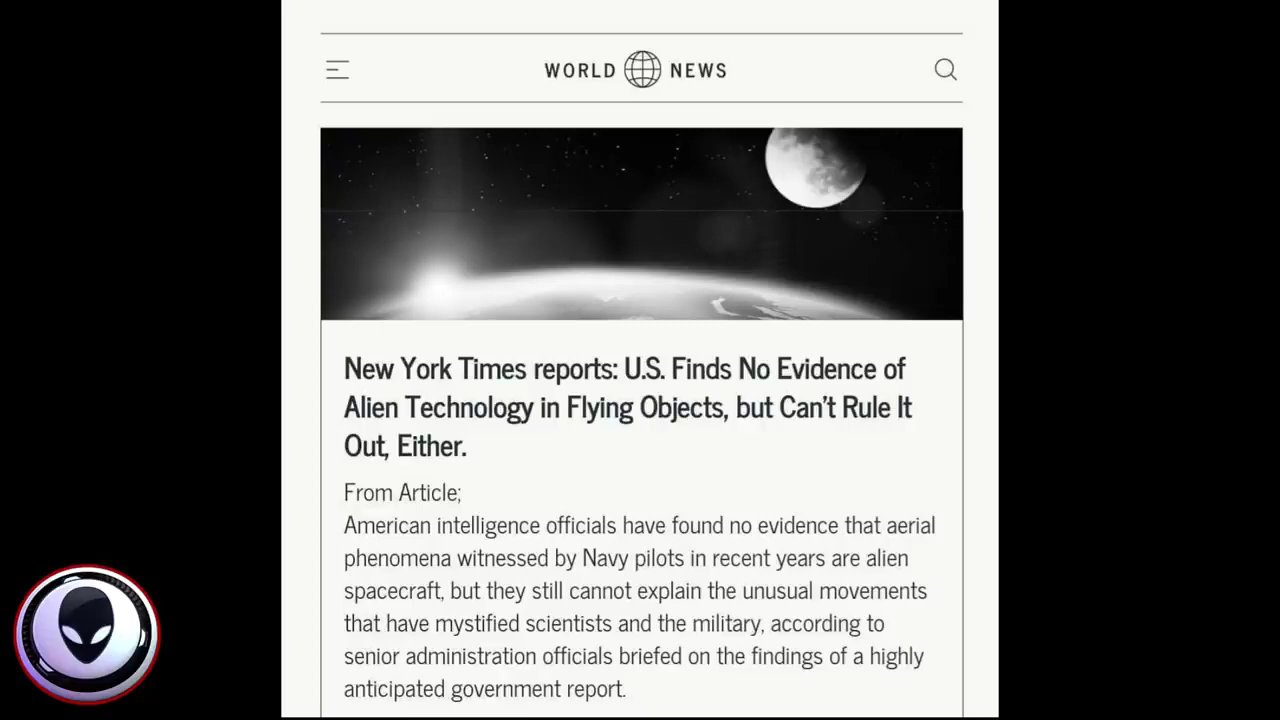 WORLD NEWS
New York Times reports: U.S. Finds No Evidence of
Alien Technology in Flying Objects, but Can't Rule It
Out, Either.
From Article;
American intelligence officials have found no evidence that aerial
phenomena witnessed by Navy pilots in recent years are alien
spacecraft, but they still cannot explain the unusual movements
that have mystified scientists and the military, according to
senior administration officials briefed on the findings of a highly
anticipated government report.